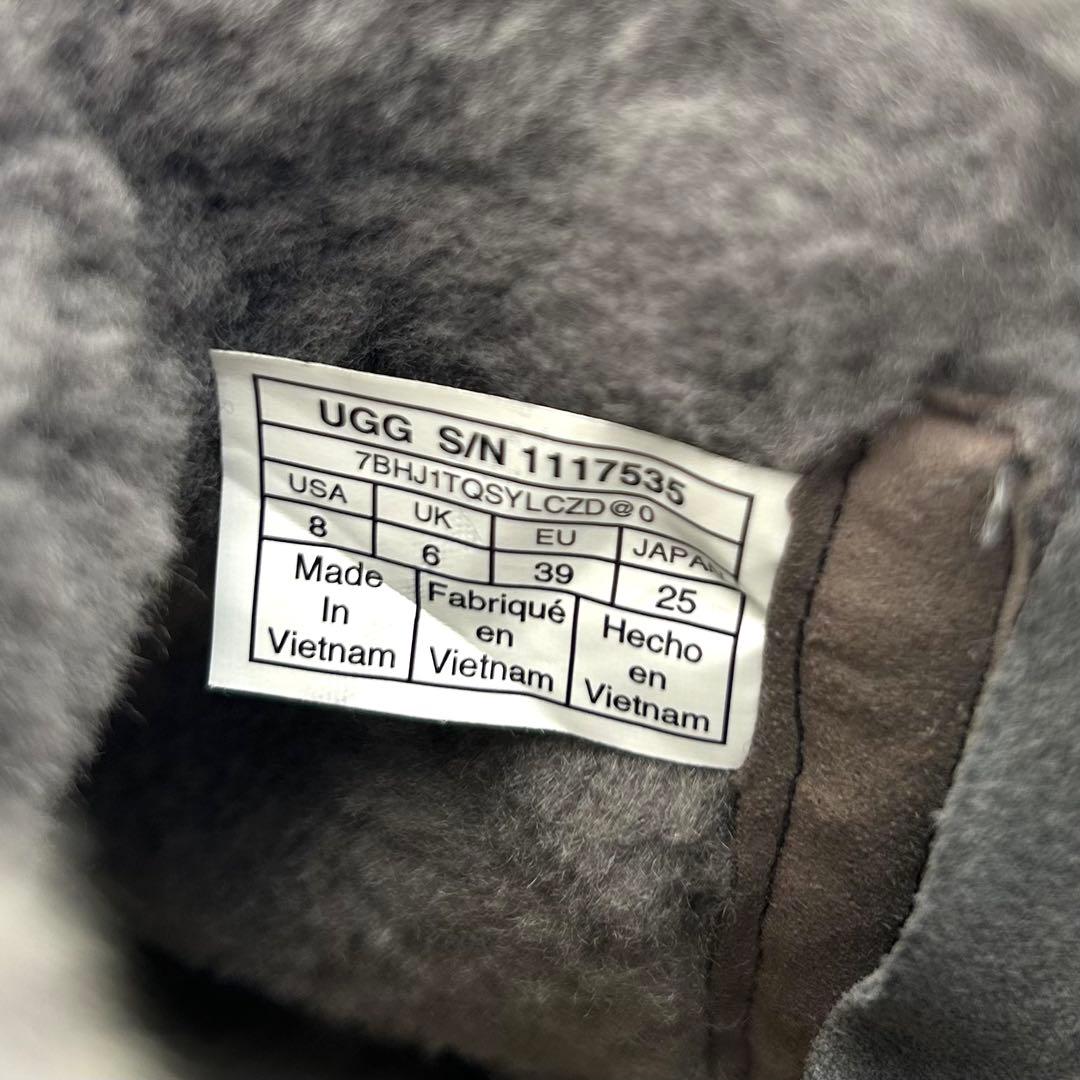 UGG S/N 1117535
7BHJ1TQSYLCZD@0
USA UK EU JAPAN
8 6 39 25
Made In Vietnam
Fabriqué en Vietnam
Hecho en Vietnam